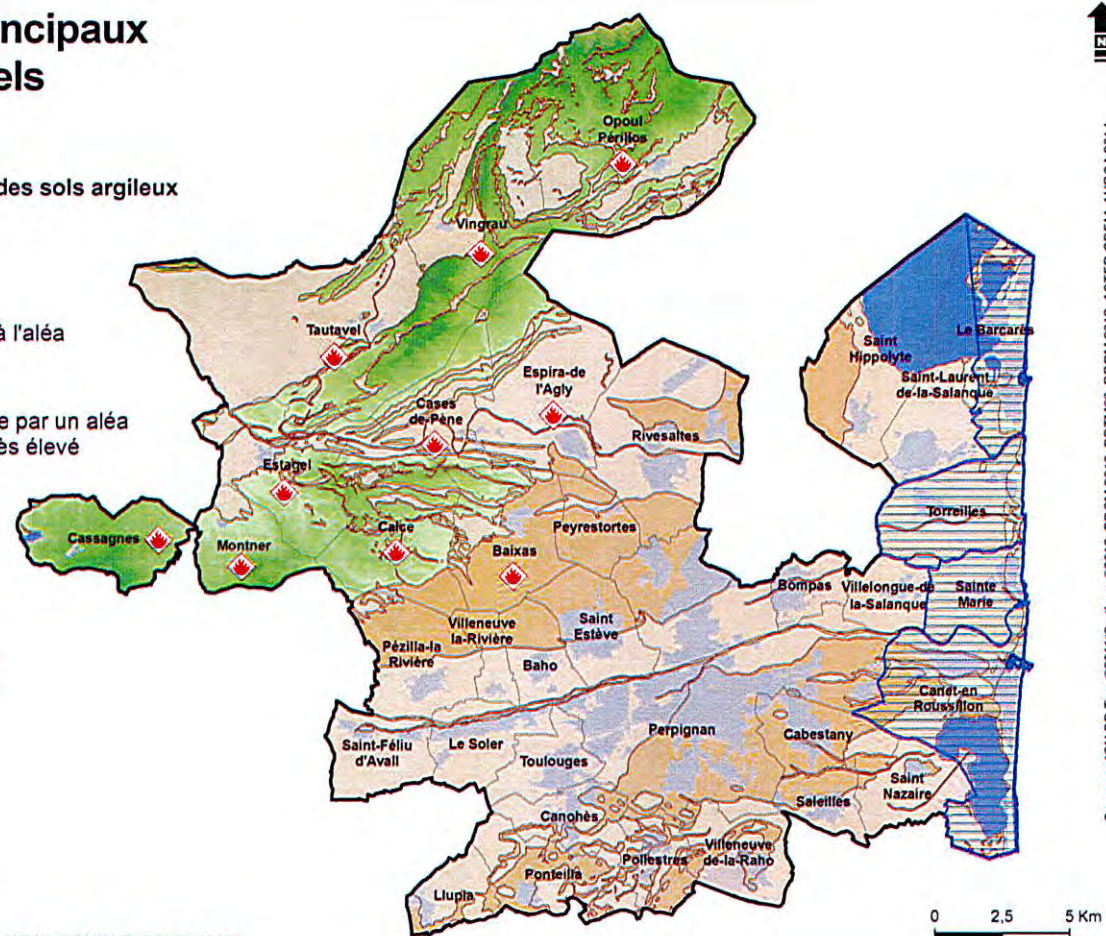 ncipaux
els
des sols argileux
à l'aléa
e par un aléa
ès élevé
N
Opoul
Périllos
Vingrau
Tautavel
Le Barcarès
Saint
Hippolyte
Saint-Laurent
de-la-Salanque
Espira-de
l'Agly
Cases
de-Pène
Rivesaltes
Estagel
Torreilles
Cassagnes
Montner
Calce
Baixas
Peyrestortes
Bompas
Villelongue-de
la-Salanque
Sainte
Marie
Villeneuve
la-Rivière
Saint
Estève
Pézilla-la
Rivière
Baho
Canet-en
Roussillon
Perpignan
Cabestany
Saint-Féliu
d'Avall
Le Soler
Toulouges
Saint
Nazaire
Saleilles
Canohès
Pollestres
Villeneuve
de-la-Raho
Ponteilla
Llupia
0 2,5 5 Km